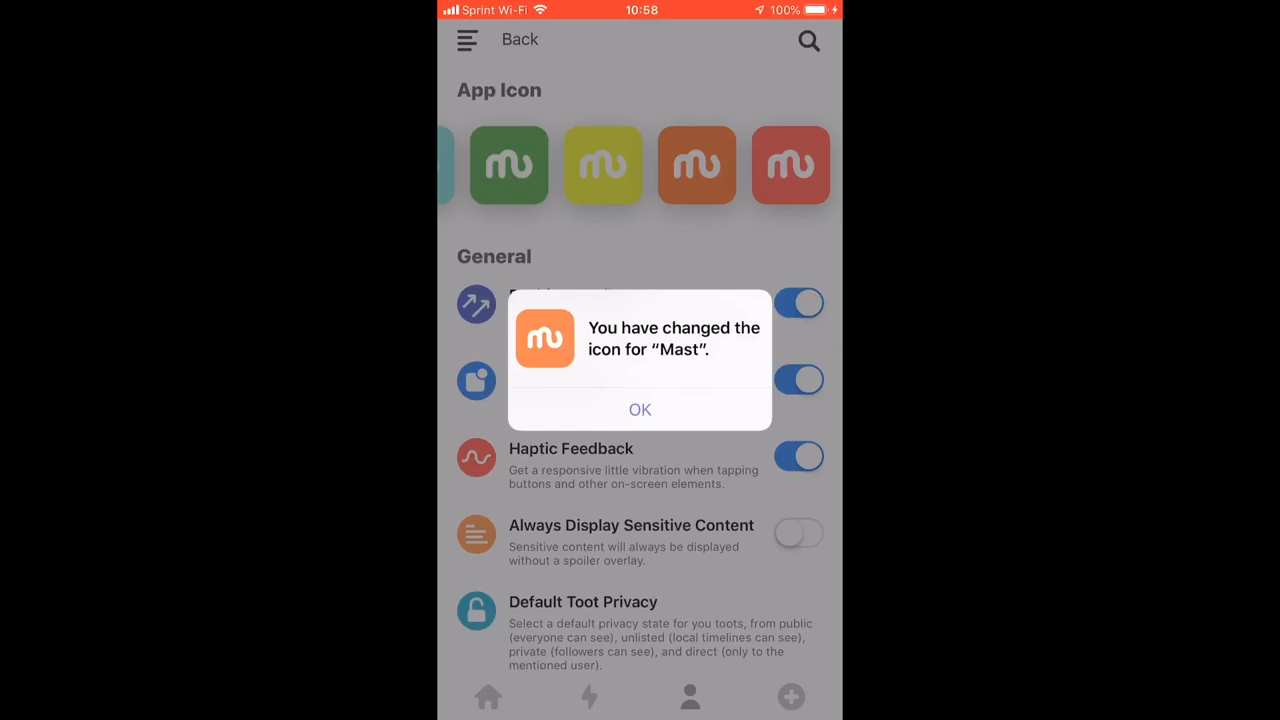 Sprint Wi-Fi 10:58 100%
Back
App Icon
General
You have changed the
icon for “Mast”.
OK
Haptic Feedback
Get a responsive little vibration when tapping
buttons and other on-screen elements.
Always Display Sensitive Content
Sensitive content will always be displayed
without a spoiler overlay.
Default Toot Privacy
Select a default privacy state for you toots, from public
(everyone can see), unlisted (local timelines can see),
private (followers can see), and direct (only to the
mentioned user).